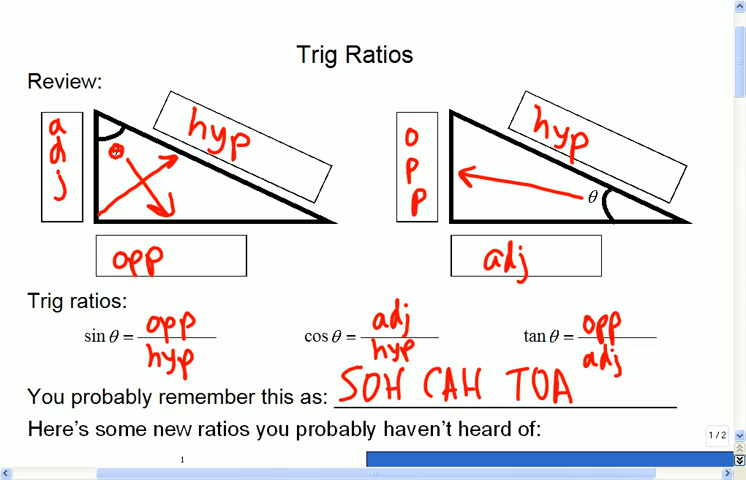 Trig Ratios
Review:
adj
hyp
θ
opp
opp
hyp
θ
adj
Trig ratios:
sin θ = opp/hyp cos θ = adj/hyp tan θ = opp/adj
You probably remember this as: SOH CAH TOA
Here's some new ratios you probably haven't heard of:
1 / 2
1